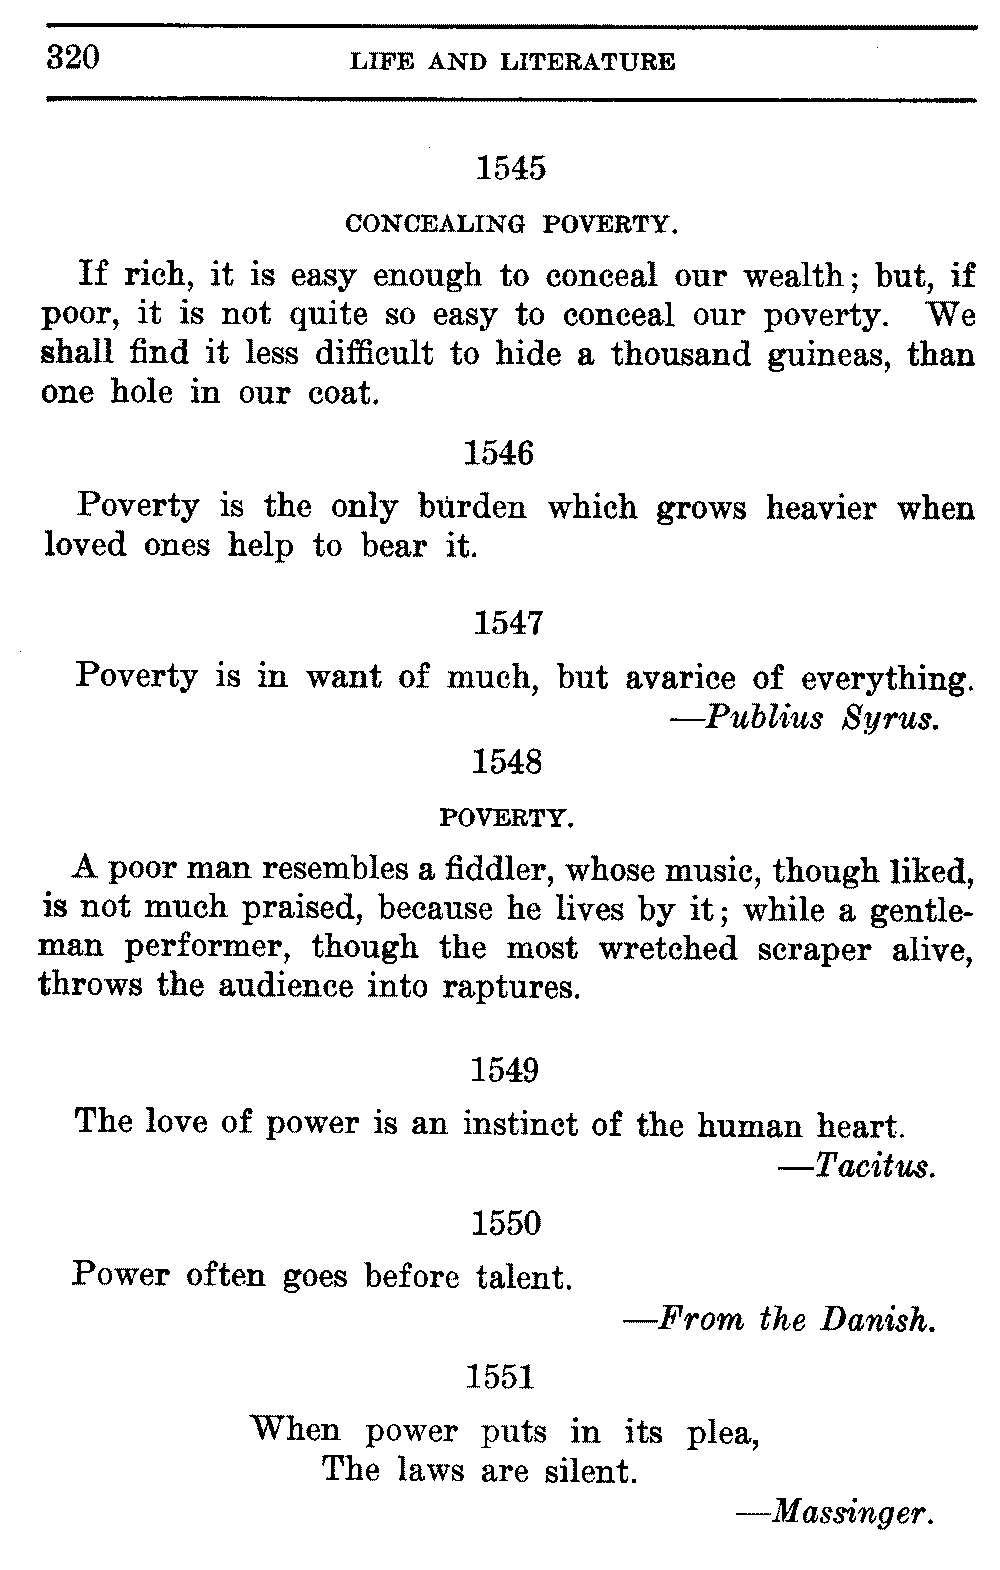 320 LIFE AND LITERATURE
1545
CONCEALING POVERTY.
If rich, it is easy enough to conceal our wealth; but, if
poor, it is not quite so easy to conceal our poverty. We
shall find it less difficult to hide a thousand guineas, than
one hole in our coat.
1546
Poverty is the only burden which grows heavier when
loved ones help to bear it.
1547
Poverty is in want of much, but avarice of everything.
—Publius Syrus.
1548
POVERTY.
A poor man resembles a fiddler, whose music, though liked,
is not much praised, because he lives by it; while a gentle-
man performer, though the most wretched scraper alive,
throws the audience into raptures.
1549
The love of power is an instinct of the human heart.
—Tacitus.
1550
Power often goes before talent.
—From the Danish.
1551
When power puts in its plea,
The laws are silent.
—Massinger.